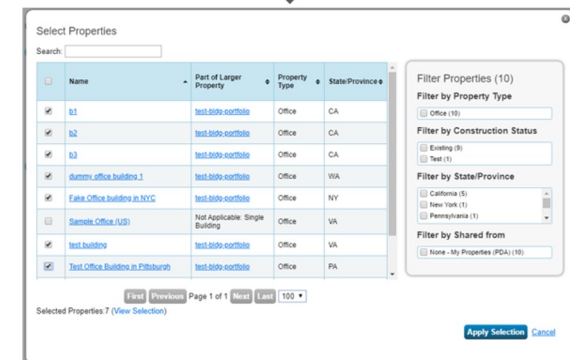 Select Properties
Search:
Name Part of Larger Property Property Type State/Province
b1 test-bldg-portfolio Office CA
b2 test-bldg-portfolio Office CA
b3 test-bldg-portfolio Office CA
dummy office building 1 test-bldg-portfolio Office WA
Fake Office building in NYC test-bldg-portfolio Office NY
Sample Office (US) Not Applicable: Single Building Office VA
test building test-bldg-portfolio Office VA
Test Office Building in Pittsburgh test-bldg-portfolio Office PA
First Previous Page 1 of 1 Next Last 100
Selected Properties:7 (View Selection)
Filter Properties (10)
Filter by Property Type
Office (10)
Filter by Construction Status
Existing (9)
Test (1)
Filter by State/Province
California (5)
New York (1)
Pennsylvania (1)
Filter by Shared from
None - My Properties (PDA) (10)
Apply Selection Cancel